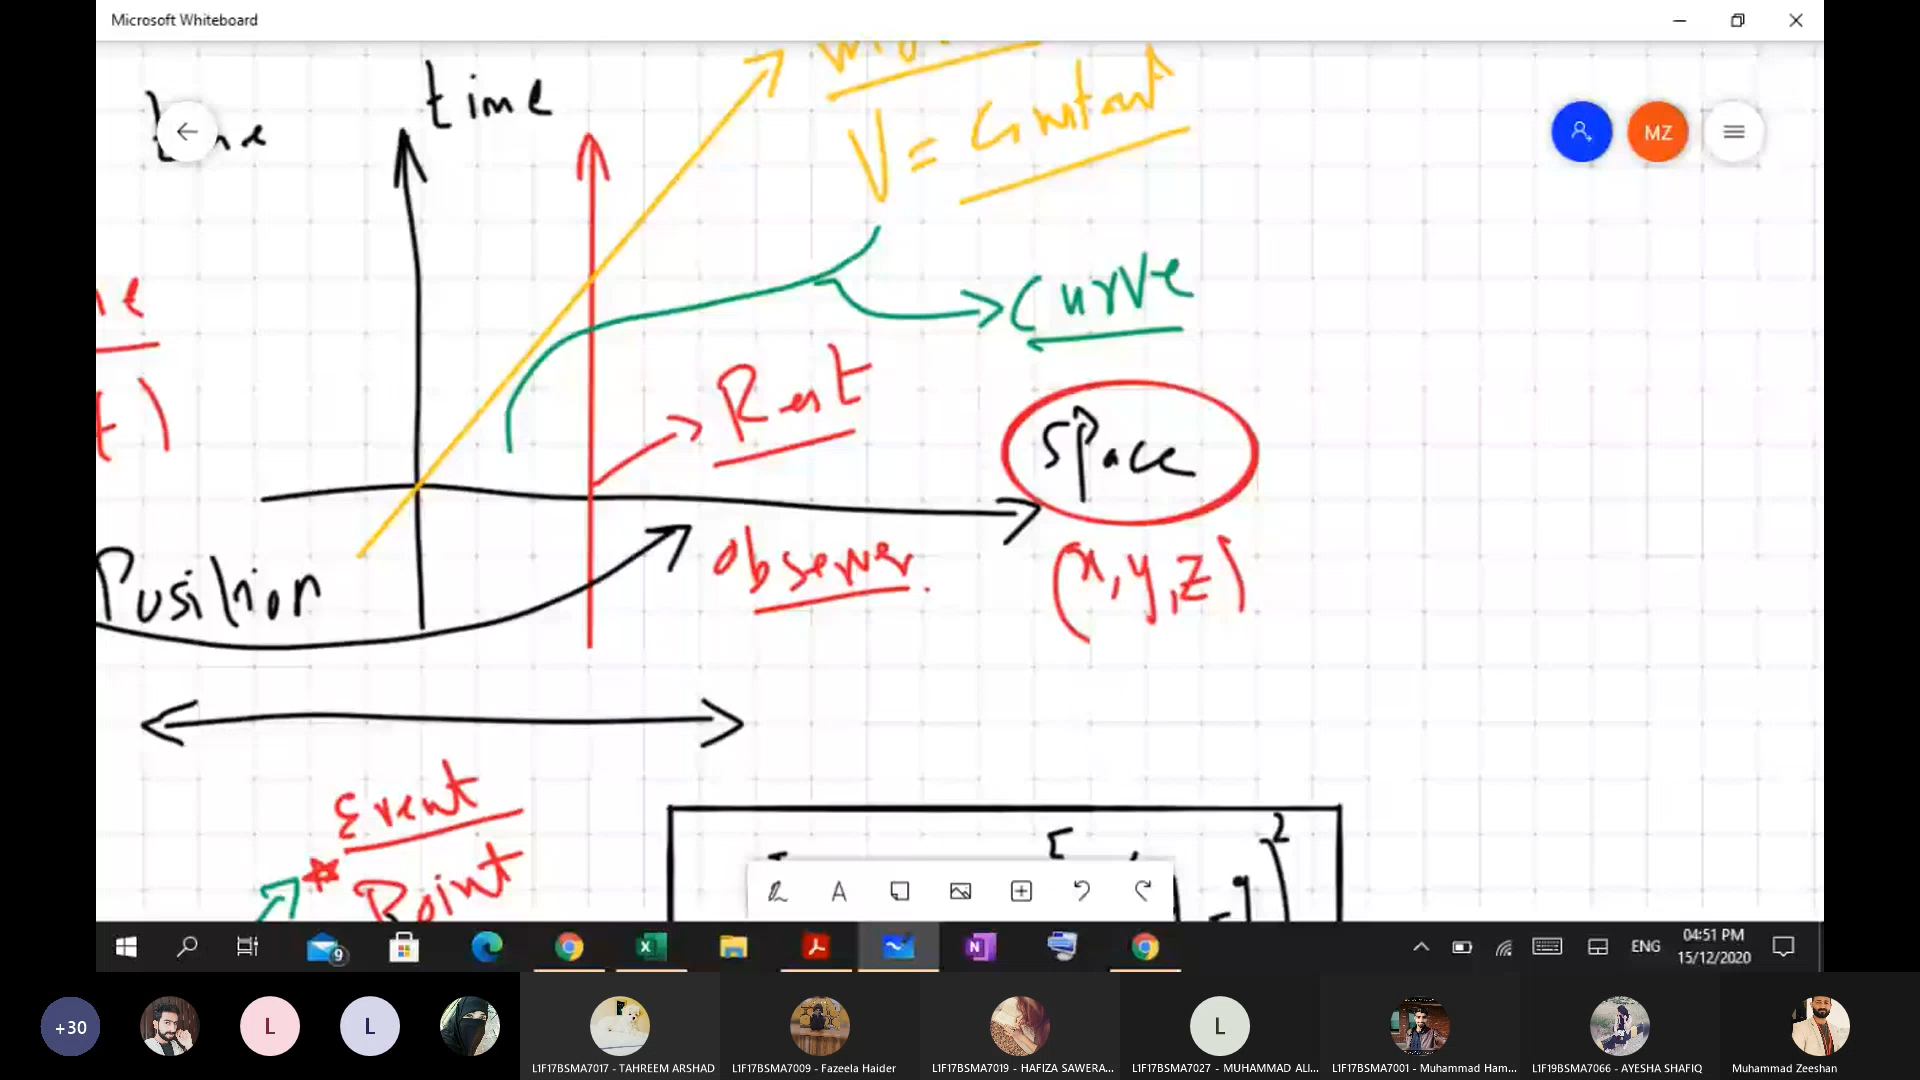 Microsoft Whiteboard
time
V = Constant
MZ
Curve
Rest
Space
Observer.
(x,y,z)
t)
Position
Event
Point
2
A
9
ENG
04:51 PM
15/12/2020
+30
L
L
L
L1F17BSMA7017 - TAHREEM ARSHAD
L1F17BSMA7009 - Fazeela Haider
L1F17BSMA7019 - HAFIZA SAWERA...
L1F17BSMA7027 - MUHAMMAD ALI...
L1F17BSMA7001 - Muhammad Ham...
L1F19BSMA7066 - AYESHA SHAFIQ
Muhammad Zeeshan